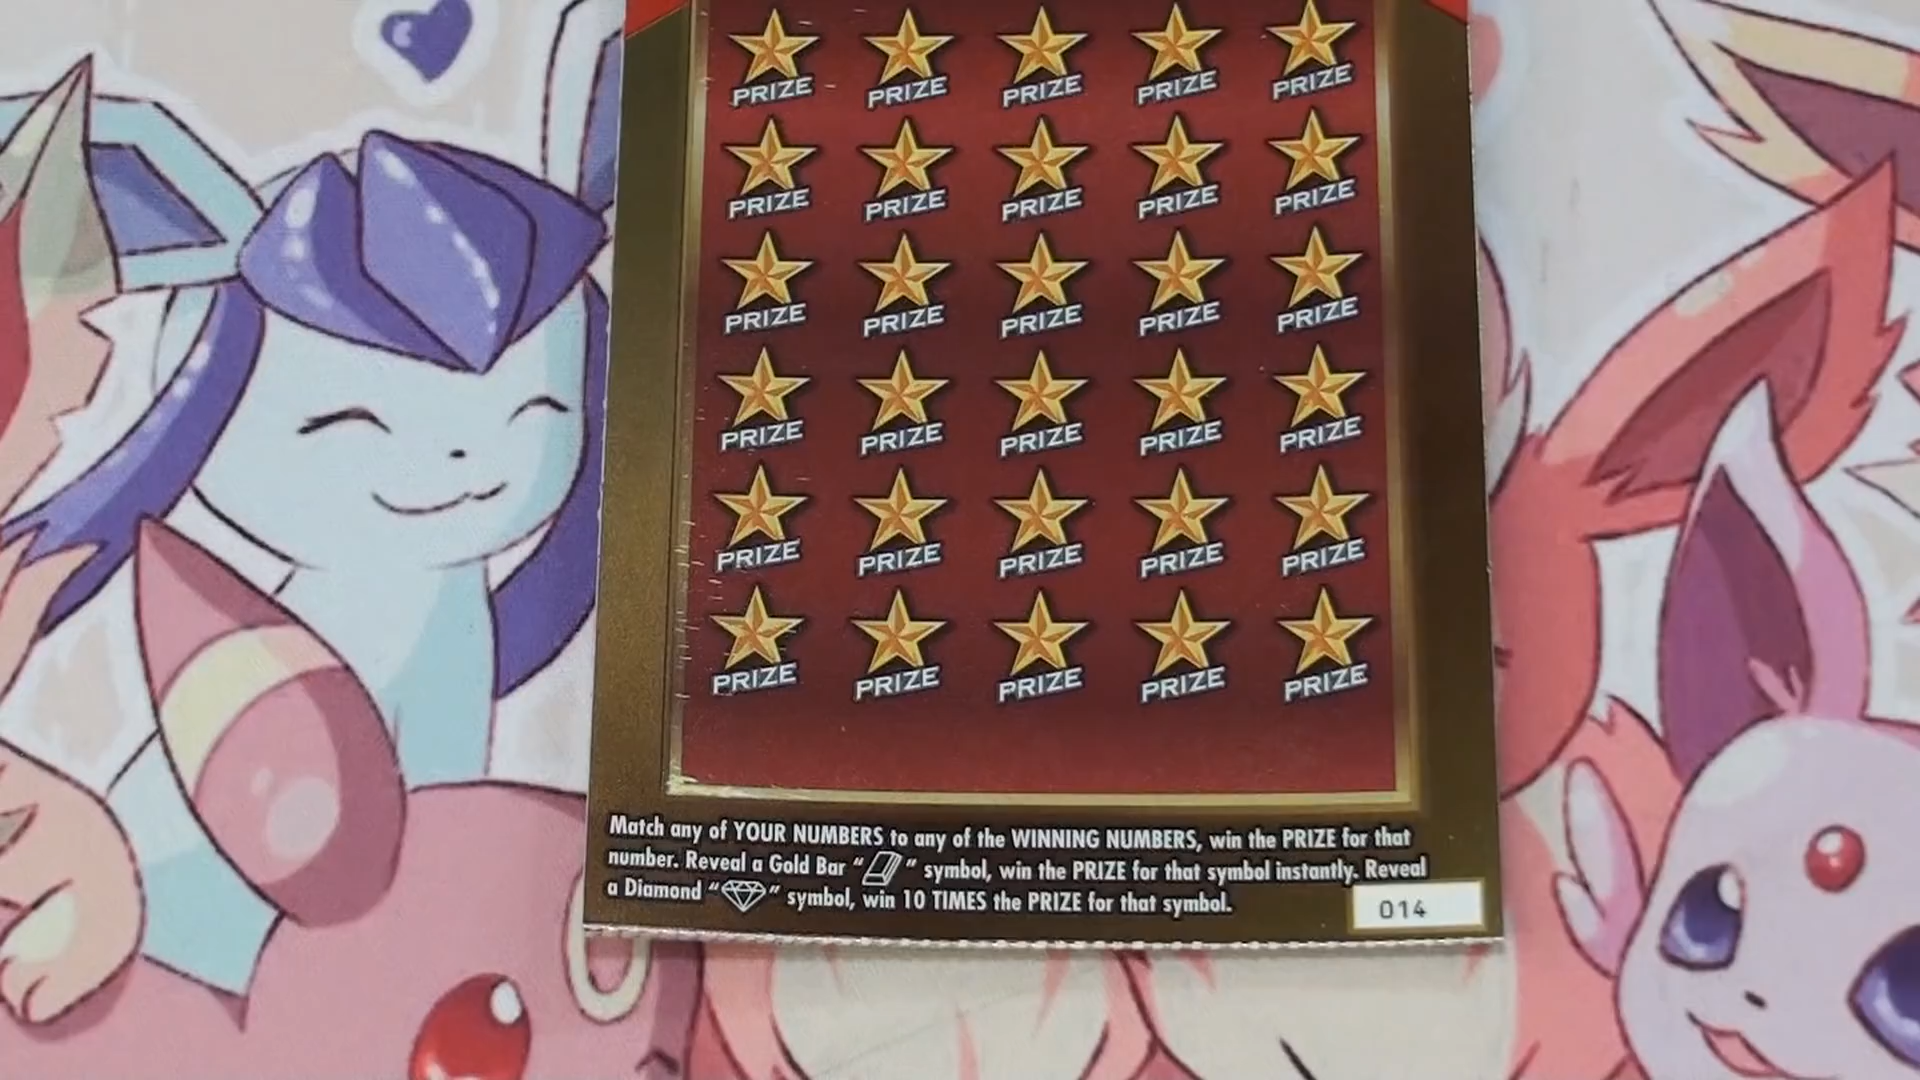 PRIZE PRIZE PRIZE PRIZE PRIZE
PRIZE PRIZE PRIZE PRIZE PRIZE
PRIZE PRIZE PRIZE PRIZE PRIZE
PRIZE PRIZE PRIZE PRIZE PRIZE
PRIZE PRIZE PRIZE PRIZE PRIZE
PRIZE PRIZE PRIZE PRIZE PRIZE
Match any of YOUR NUMBERS to any of the WINNING NUMBERS, win the PRIZE for that
number. Reveal a Gold Bar “ ” symbol, win the PRIZE for that symbol instantly. Reveal
a Diamond “ ” symbol, win 10 TIMES the PRIZE for that symbol.
014